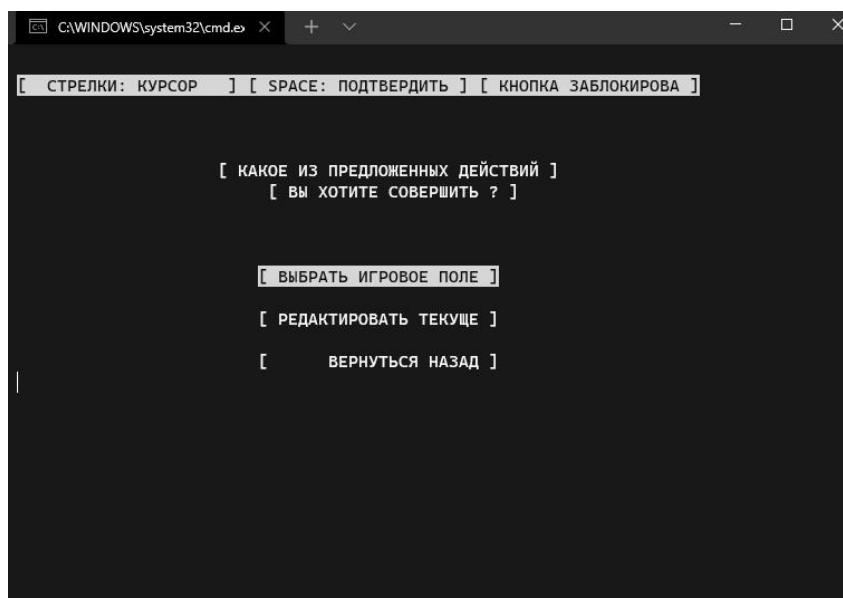 C:\WINDOWS\system32\cmd.ex
[ СТРЕЛКИ: КУРСОР ] [ SPACE: ПОДТВЕРДИТЬ ] [ КНОПКА ЗАБЛОКИРОВА ]
[ КАКОЕ ИЗ ПРЕДЛОЖЕННЫХ ДЕЙСТВИЙ ]
[ ВЫ ХОТИТЕ СОВЕРШИТЬ ? ]
[ ВЫБРАТЬ ИГРОВОЕ ПОЛЕ ]
[ РЕДАКТИРОВАТЬ ТЕКУЩЕ ]
[ ВЕРНУТЬСЯ НАЗАД ]